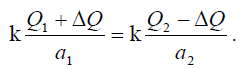 k (Q₁ + ΔQ)/a₁ = k (Q₂ − ΔQ)/a₂ .